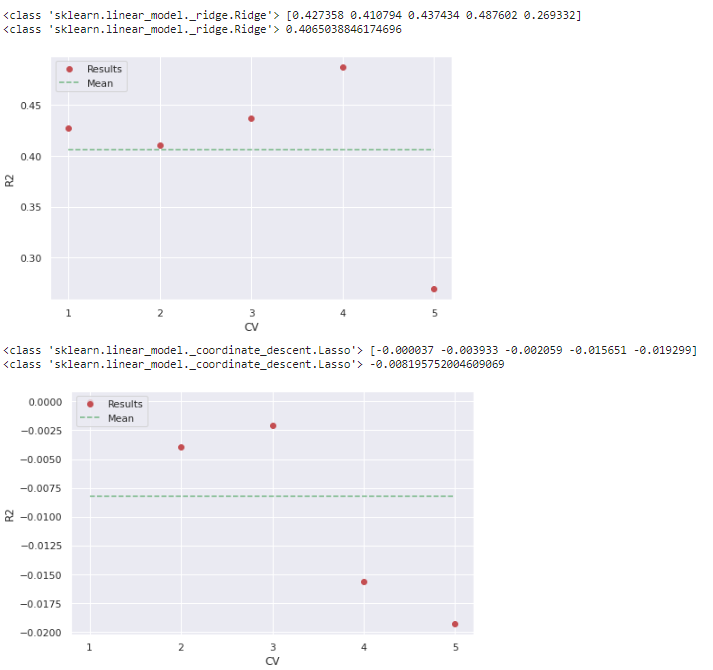 <class 'sklearn.linear_model._ridge.Ridge'> [0.427358 0.410794 0.437434 0.487602 0.269332]
<class 'sklearn.linear_model._ridge.Ridge'> 0.4065038846174696
Results
Mean
0.45
0.40
0.35
0.30
R2
1 2 3 4 5
CV
<class 'sklearn.linear_model._coordinate_descent.Lasso'> [-0.000037 -0.003933 -0.002059 -0.015651 -0.019299]
<class 'sklearn.linear_model._coordinate_descent.Lasso'> -0.008195752004609069
Results
Mean
0.0000
−0.0025
−0.0050
−0.0075
−0.0100
−0.0125
−0.0150
−0.0175
−0.0200
R2
1 2 3 4 5
CV